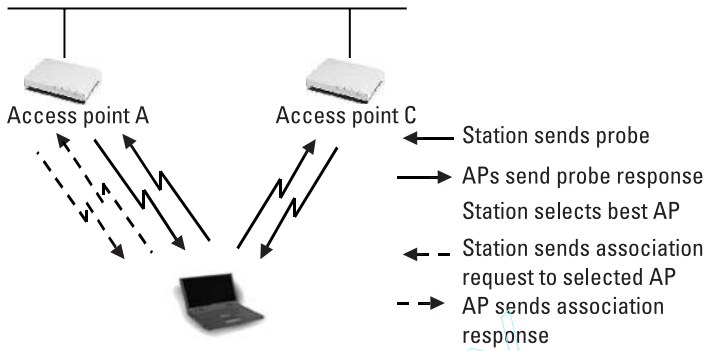 Access point A
Access point C
Station sends probe
APs send probe response
Station selects best AP
Station sends association
request to selected AP
AP sends association
response